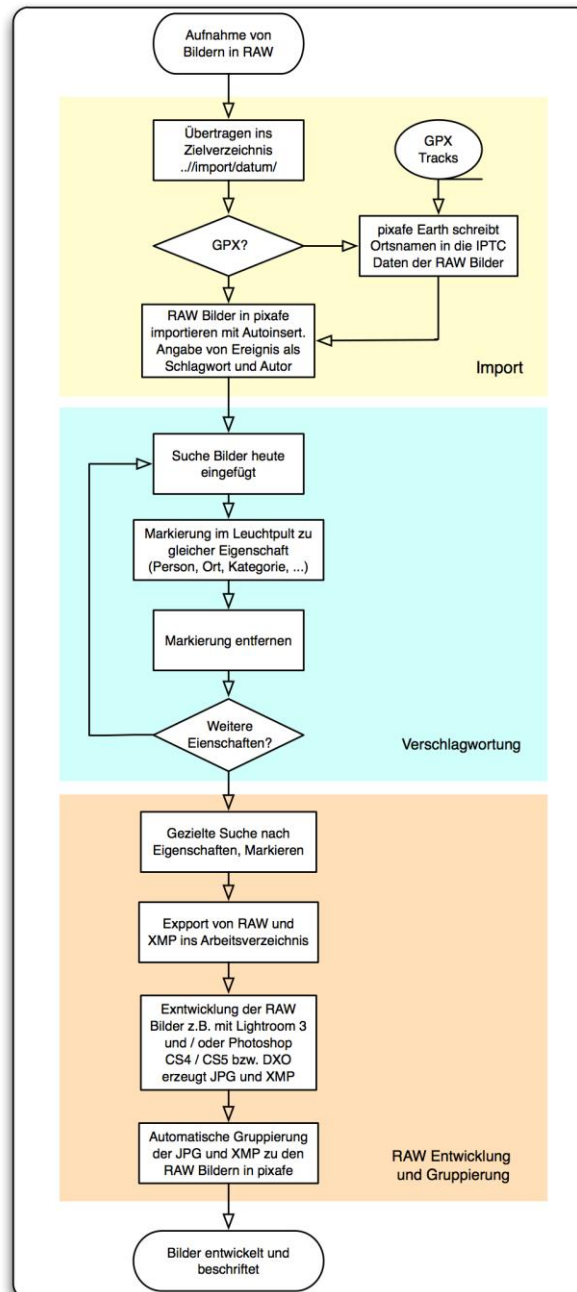 Aufnahme von
Bildern in RAW
Übertragen ins
Zielverzeichnis
..//import/datum/
GPX
Tracks
GPX?
pixafe Earth schreibt
Ortsnamen in die IPTC
Daten der RAW Bilder
RAW Bilder in pixafe
importieren mit Autoinsert.
Angabe von Ereignis als
Schlagwort und Autor
Import
Suche Bilder heute
eingefügt
Markierung im Leuchtpult zu
gleicher Eigenschaft
(Person, Ort, Kategorie, ...)
Markierung entfernen
Weitere
Eienschaften?
Verschlagwortung
Gezielte Suche nach
Eigenschaften, Markieren
Expport von RAW und
XMP ins Arbeitsverzeichnis
Exntwicklung der RAW
Bilder z.B. mit Lightroom 3
und / oder Photoshop
CS4 / CS5 bzw. DXO
erzeugt JPG und XMP
Automatische Gruppierung
der JPG und XMP zu den
RAW Bildern in pixafe
RAW Entwicklung
und Gruppierung
Bilder entwickelt und
beschriftet